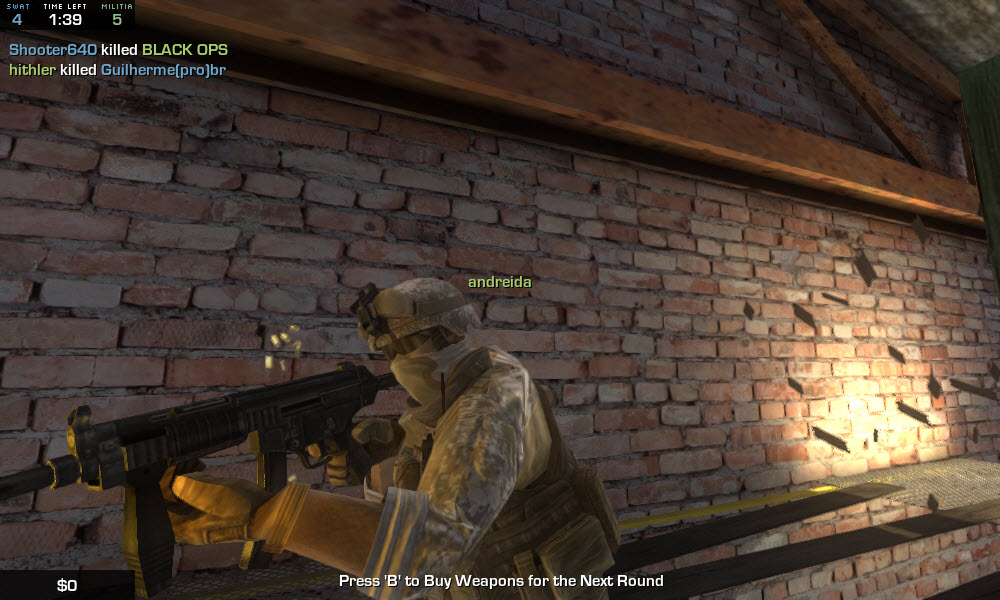 SWAT TIME LEFT MILITIA
4 1:39 5
Shooter640 killed BLACK OPS
hithler killed Guilherme(pro)br
andreida
Press 'B' to Buy Weapons for the Next Round
$0